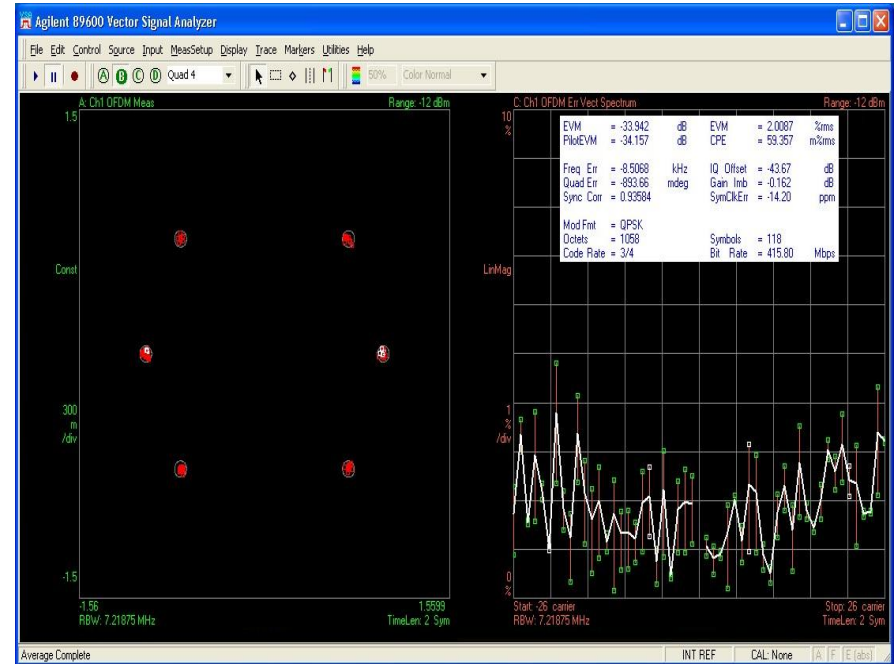 Agilent 89600 Vector Signal Analyzer
File Edit Control Source Input MeasSetup Display Trace Markers Utilities Help
A B C D Quad 4 50% Color Normal
A: Ch1 OFDM Meas Range: -12 dBm
1.5
Const
300
m
/div
-1.5
-1.56 1.5599
RBW: 7.21875 MHz TimeLen: 2 Sym
C: Ch1 OFDM Err Vect Spectrum Range: -12 dBm
10
%
LinMag
1
%
/div
0
%
Start: -26 carrier Stop: 26 carrier
RBW: 7.21875 MHz TimeLen: 2 Sym
EVM = -33.942 dB EVM = 2.0087 %rms
PilotEVM = -34.157 dB CPE = 59.357 m%rms
Freq Err = -8.5068 kHz IQ Offset = -43.67 dB
Quad Err = -893.66 mdeg Gain Imb = -0.162 dB
Sync Corr = 0.93584 SymClkErr = -14.20 ppm
Mod Fmt = QPSK
Octets = 1058 Symbols = 118
Code Rate = 3/4 Bit Rate = 415.80 Mbps
Average Complete INT REF CAL: None A F E (abs)